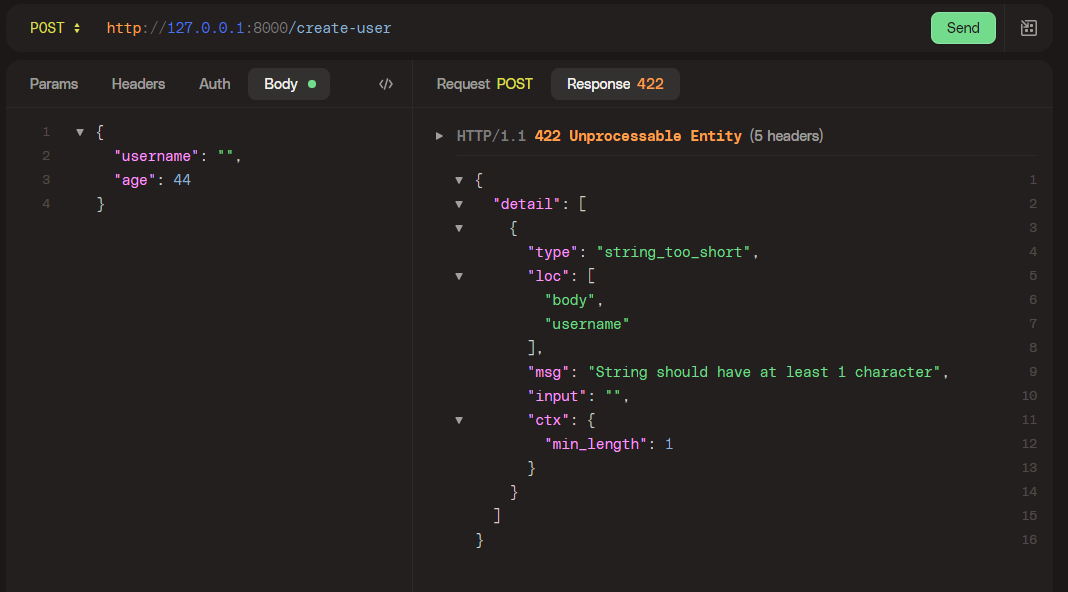 POST http://127.0.0.1:8000/create-user Send
Params Headers Auth Body
Request POST Response 422
1 {
2 "username": "",
3 "age": 44
4 }
HTTP/1.1 422 Unprocessable Entity (5 headers)
{ 1
"detail": [ 2
{ 3
"type": "string_too_short", 4
"loc": [ 5
"body", 6
"username" 7
], 8
"msg": "String should have at least 1 character", 9
"input": "", 10
"ctx": { 11
"min_length": 1 12
} 13
} 14
] 15
} 16